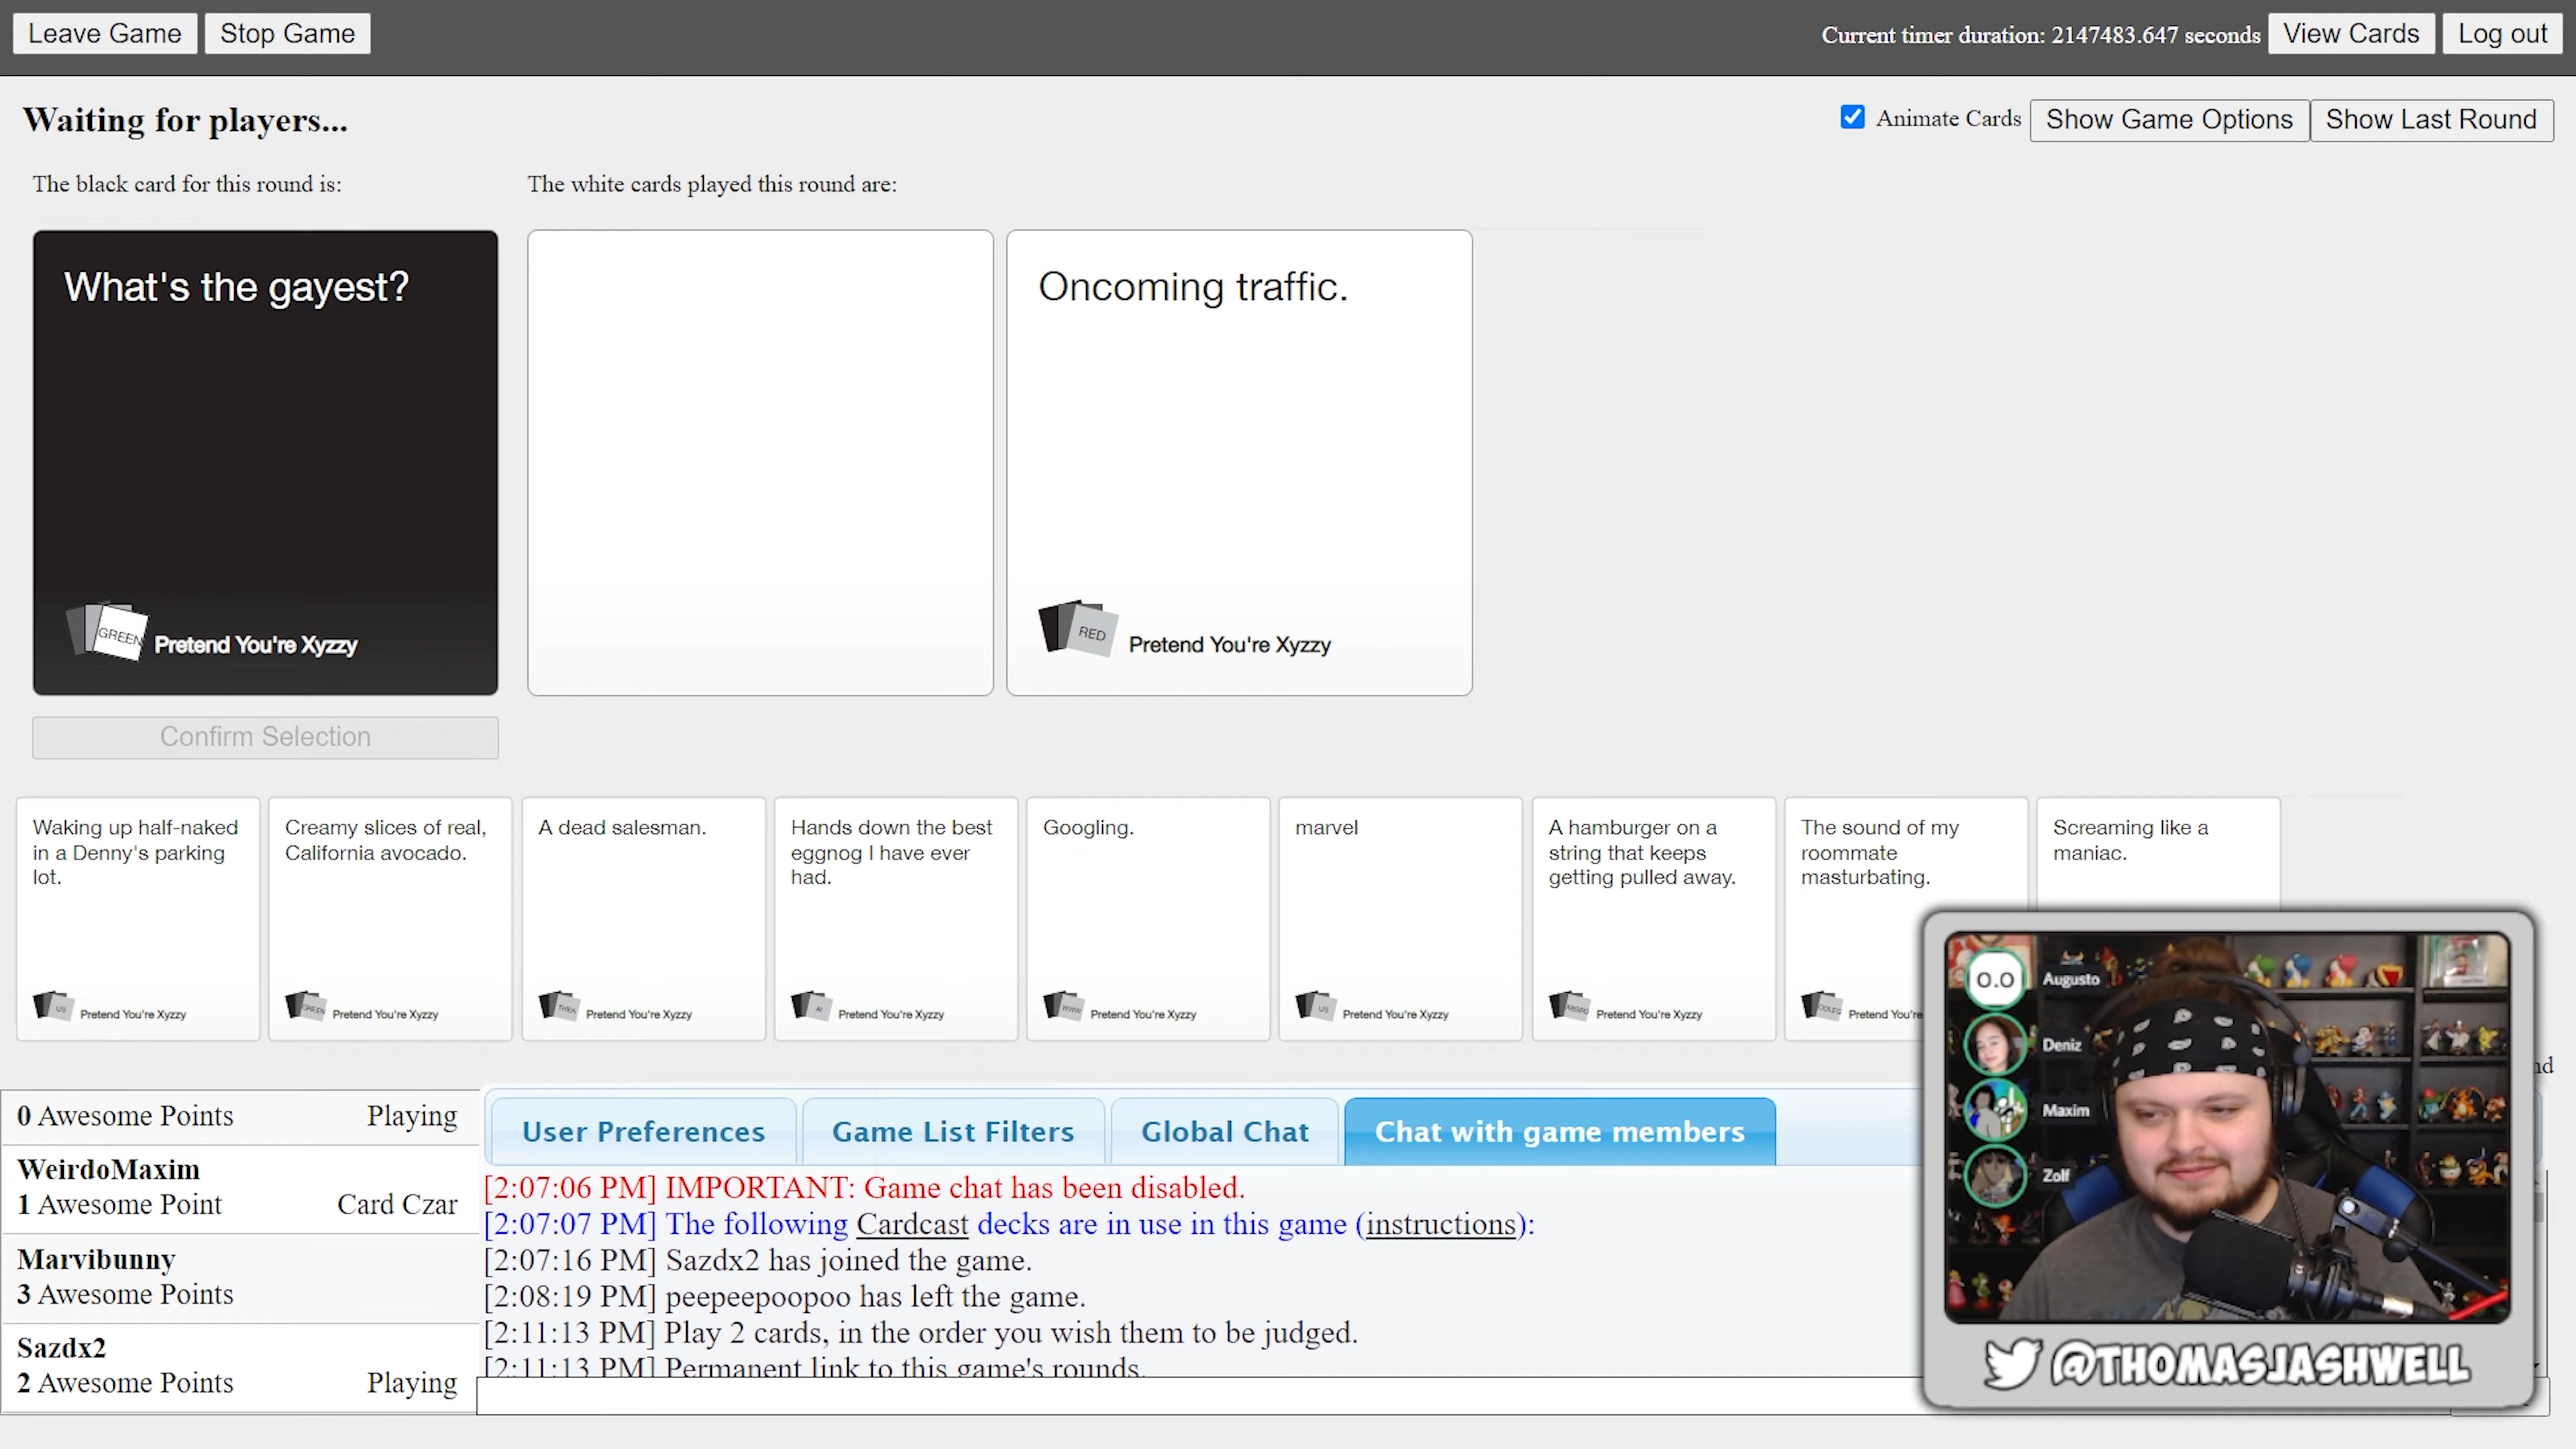 Leave Game
Stop Game
Current timer duration: 2147483.647 seconds
View Cards
Log out
Waiting for players...
Animate Cards
Show Game Options
Show Last Round
The black card for this round is:
The white cards played this round are:
What's the gayest?
GREEN
Pretend You're Xyzzy
Oncoming traffic.
RED
Pretend You're Xyzzy
Confirm Selection
Waking up half-naked
in a Denny's parking
lot.
US
Pretend You're Xyzzy
Creamy slices of real,
California avocado.
GREEN
Pretend You're Xyzzy
A dead salesman.
Pretend You're Xyzzy
Hands down the best
eggnog I have ever
had.
AI
Pretend You're Xyzzy
Googling.
WWW
Pretend You're Xyzzy
marvel
US
Pretend You're Xyzzy
A hamburger on a
string that keeps
getting pulled away.
Pretend You're Xyzzy
The sound of my
roommate
masturbating.
Pretend You're
Screaming like a
maniac.
0 Awesome Points
Playing
WeirdoMaxim
1 Awesome Point
Card Czar
Marvibunny
3 Awesome Points
Sazdx2
2 Awesome Points
Playing
User Preferences
Game List Filters
Global Chat
Chat with game members
[2:07:06 PM] IMPORTANT: Game chat has been disabled.
[2:07:07 PM] The following Cardcast decks are in use in this game (instructions):
[2:07:16 PM] Sazdx2 has joined the game.
[2:08:19 PM] peepeepoopoo has left the game.
[2:11:13 PM] Play 2 cards, in the order you wish them to be judged.
[2:11:13 PM] Permanent link to this game's rounds.
0.0
Augusto
Deniz
Maxim
Zolf
@THOMASJASHWELL